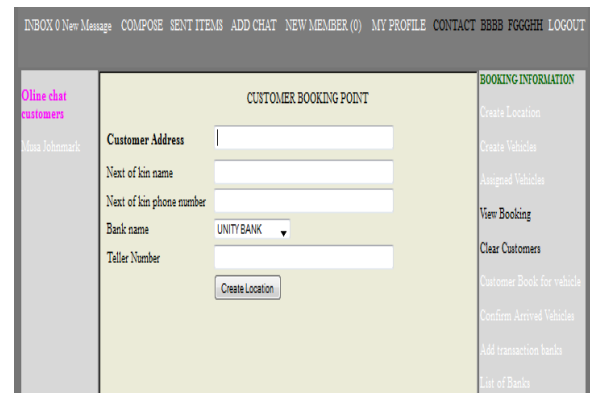 INBOX 0 New Message COMPOSE SENT ITEMS ADD CHAT NEW MEMBER (0) MY PROFILE CONTACT BBBB FGGGHH LOGOUT
Oline chat
customers
Musa Johnmark
CUSTOMER BOOKING POINT
Customer Address
Next of kin name
Next of kin phone number
Bank name UNITY BANK
Teller Number
Create Location
BOOKING INFORMATION
Create Location
Create Vehicles
Assigned Vehicles
View Booking
Clear Customers
Customer Book for vehicle
Confirm Arrived Vehicles
Add transaction banks
List of Banks